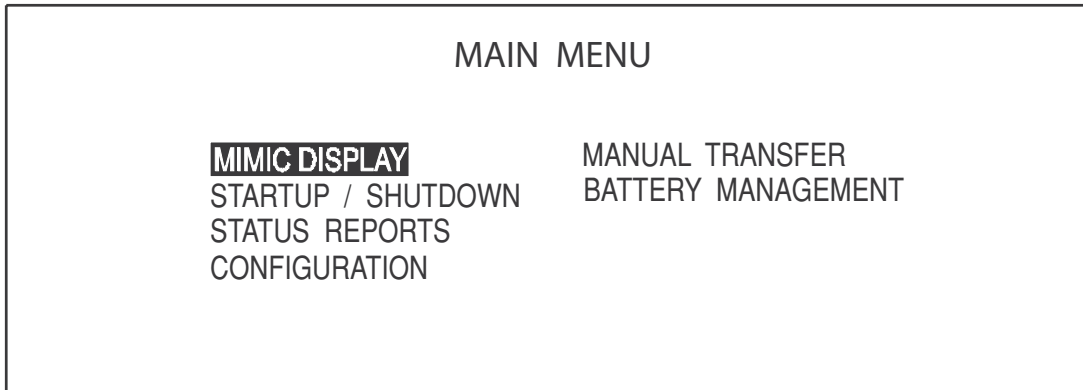 MAIN MENU
MIMIC DISPLAY
STARTUP / SHUTDOWN
STATUS REPORTS
CONFIGURATION
MANUAL TRANSFER
BATTERY MANAGEMENT